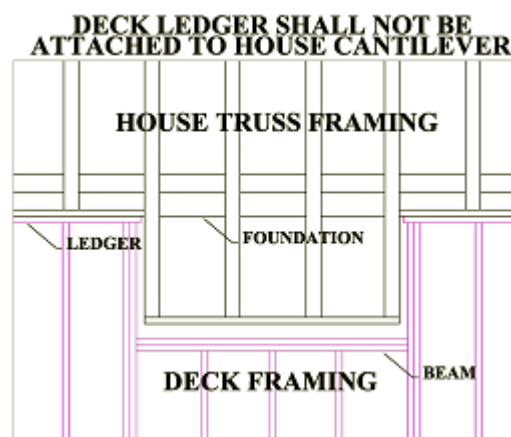 DECK LEDGER SHALL NOT BE
ATTACHED TO HOUSE CANTILEVER
HOUSE TRUSS FRAMING
LEDGER
FOUNDATION
DECK FRAMING
BEAM